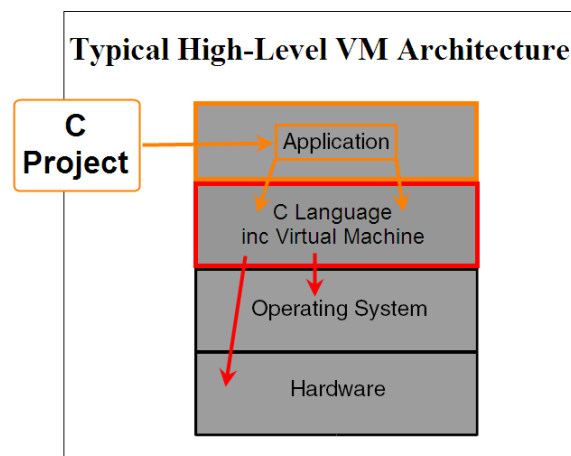 Typical High-Level VM Architecture
C
Project
Application
C Language
inc Virtual Machine
Operating System
Hardware